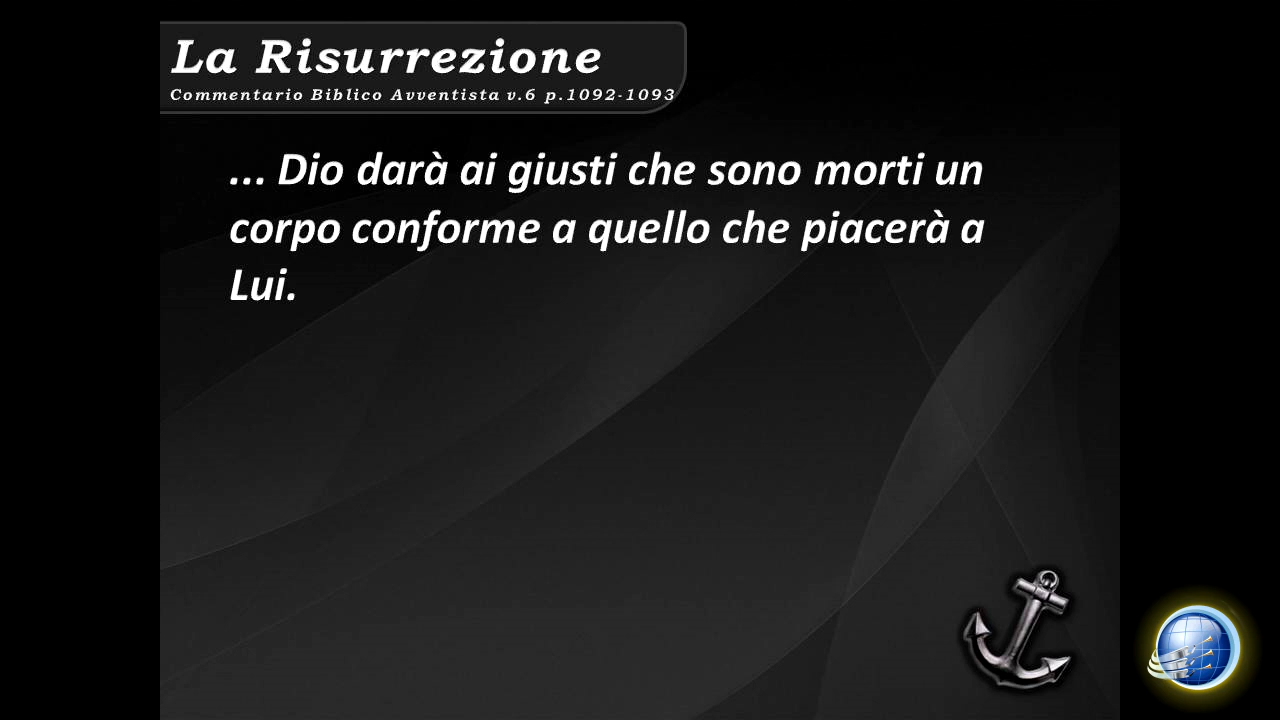 La Risurrezione
Commentario Biblico Avventista v.6 p.1092-1093
... Dio darà ai giusti che sono morti un
corpo conforme a quello che piacerà a
Lui.